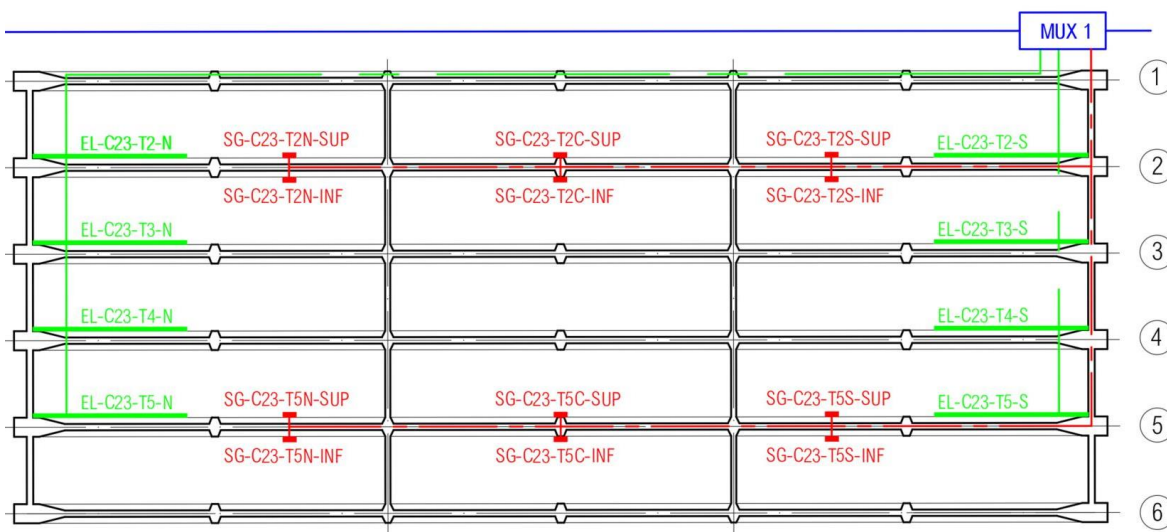 MUX 1
1
EL-C23-T2-N SG-C23-T2N-SUP SG-C23-T2C-SUP SG-C23-T2S-SUP EL-C23-T2-S
2
SG-C23-T2N-INF SG-C23-T2C-INF SG-C23-T2S-INF
EL-C23-T3-N EL-C23-T3-S
3
EL-C23-T4-N EL-C23-T4-S
4
EL-C23-T5-N SG-C23-T5N-SUP SG-C23-T5C-SUP SG-C23-T5S-SUP EL-C23-T5-S
5
SG-C23-T5N-INF SG-C23-T5C-INF SG-C23-T5S-INF
6